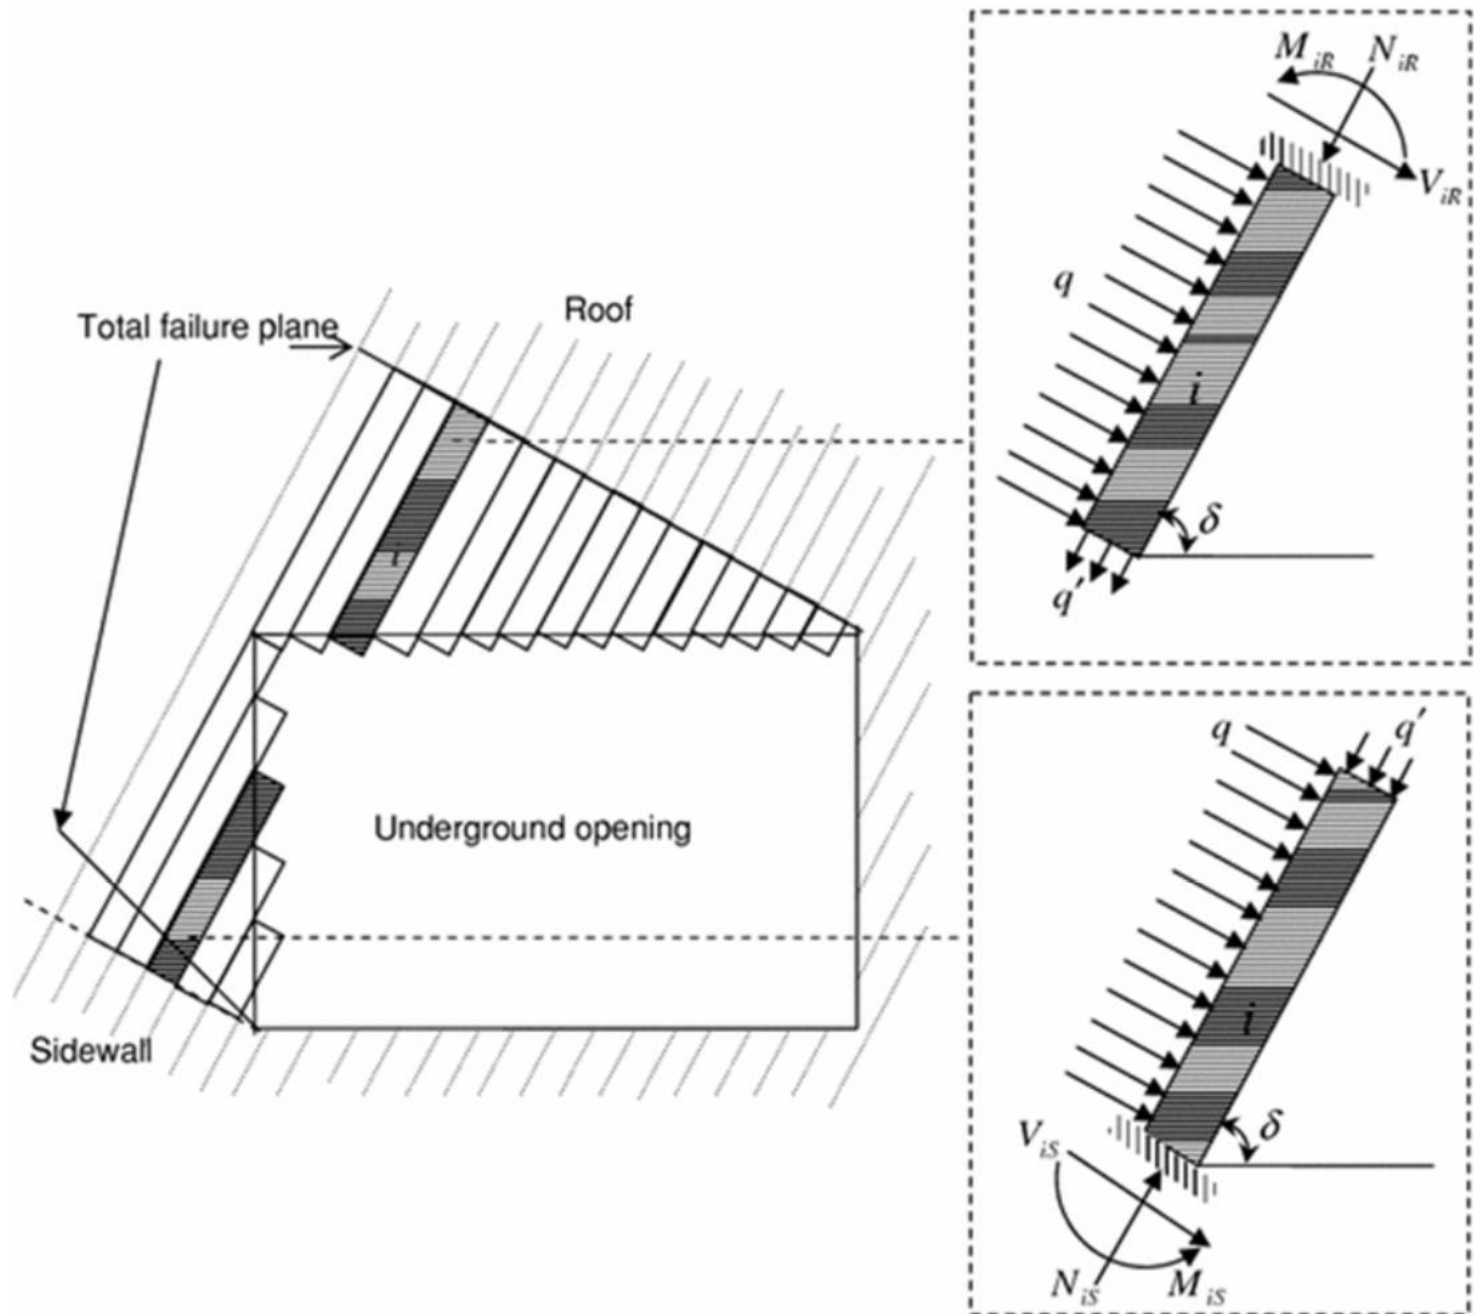 Total failure plane
Roof
i
Underground opening
Sidewall
M iR
N iR
V iR
q
i
δ
q′
q
q′
i
δ
V iS
N iS
M iS